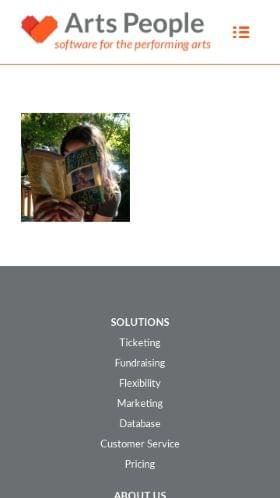 Arts People
software for the performing arts
SOLUTIONS
Ticketing
Fundraising
Flexibility
Marketing
Database
Customer Service
Pricing
ABOUT US